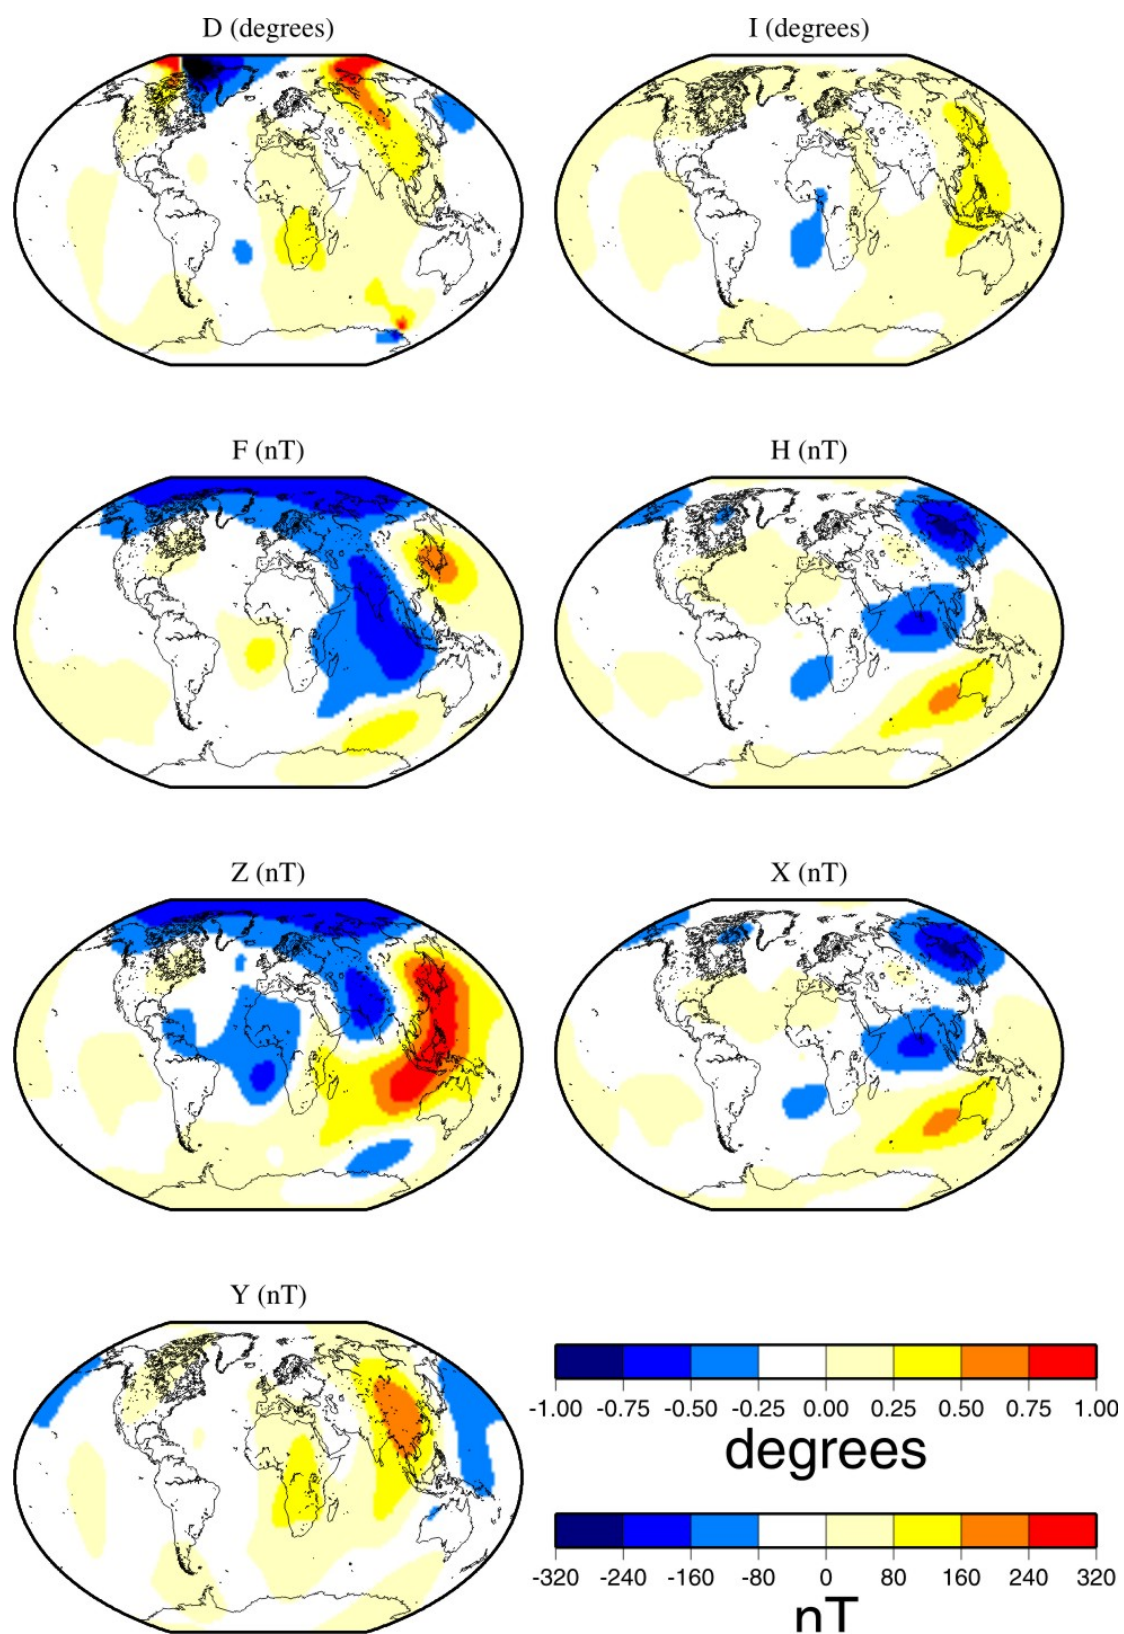 D (degrees)
I (degrees)
F (nT)
H (nT)
Z (nT)
X (nT)
Y (nT)
-1.00 -0.75 -0.50 -0.25 0.00 0.25 0.50 0.75 1.00
degrees
-320 -240 -160 -80 0 80 160 240 320
nT